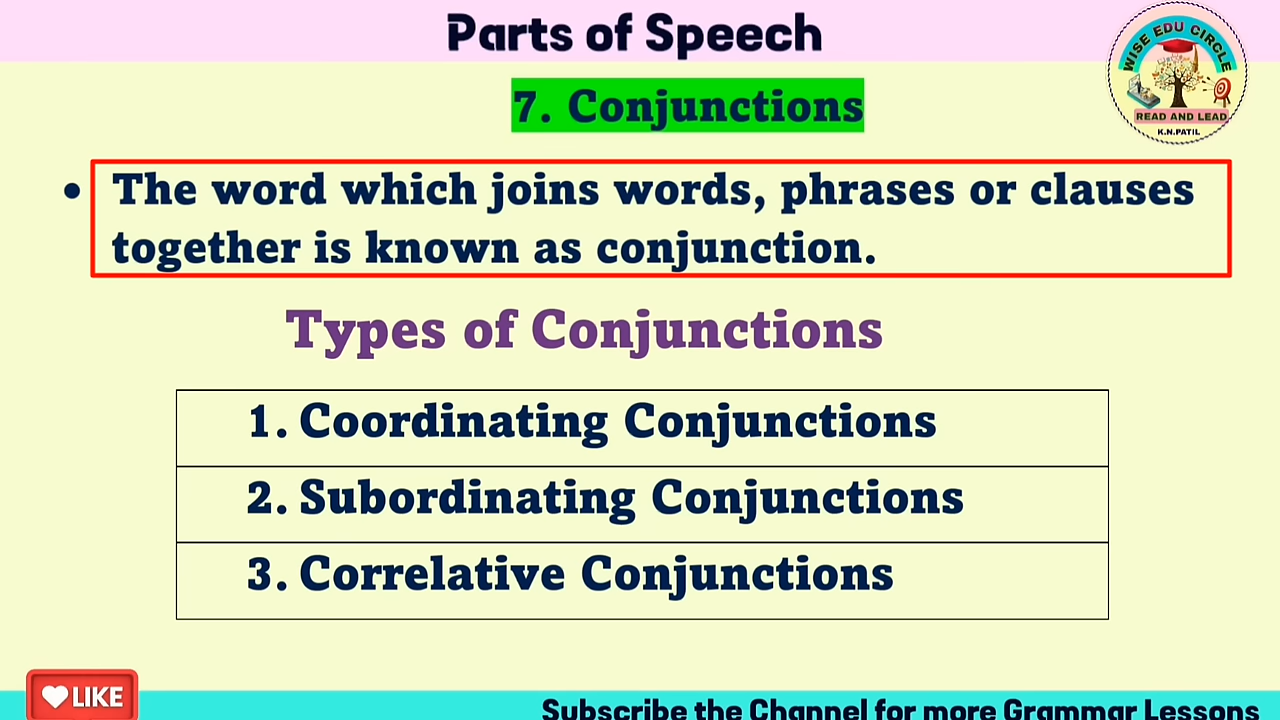 Parts of Speech
WISE EDU CIRCLE
READ AND LEAD
K.N.PATIL
7. Conjunctions
• The word which joins words, phrases or clauses
together is known as conjunction.
Types of Conjunctions
1. Coordinating Conjunctions
2. Subordinating Conjunctions
3. Correlative Conjunctions
LIKE
Subscribe the Channel for more Grammar Lessons